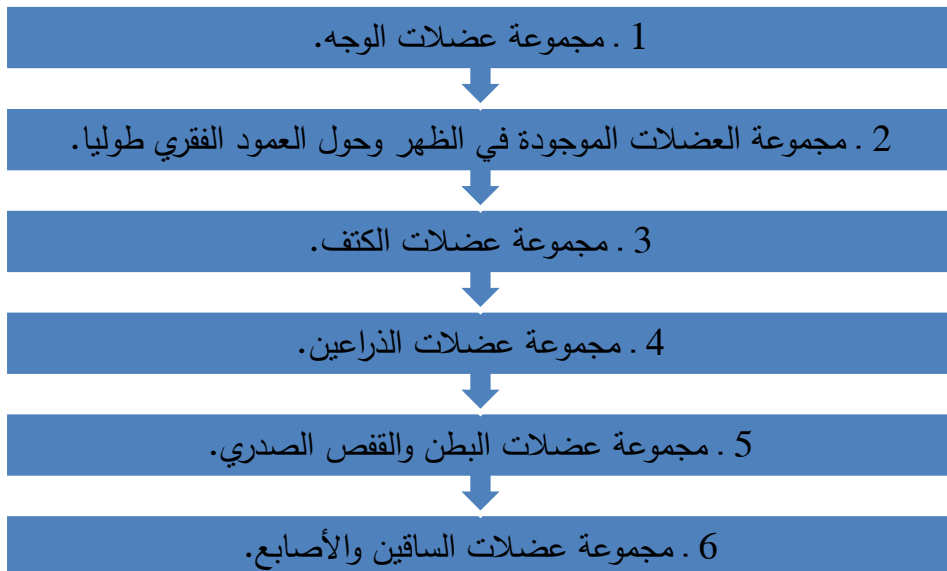 1 . مجموعة عضلات الوجه.
2 . مجموعة العضلات الموجودة في الظهر وحول العمود الفقري طوليا.
3 . مجموعة عضلات الكتف.
4 . مجموعة عضلات الذراعين.
5 . مجموعة عضلات البطن والقفص الصدري.
6 . مجموعة عضلات الساقين والأصابع.